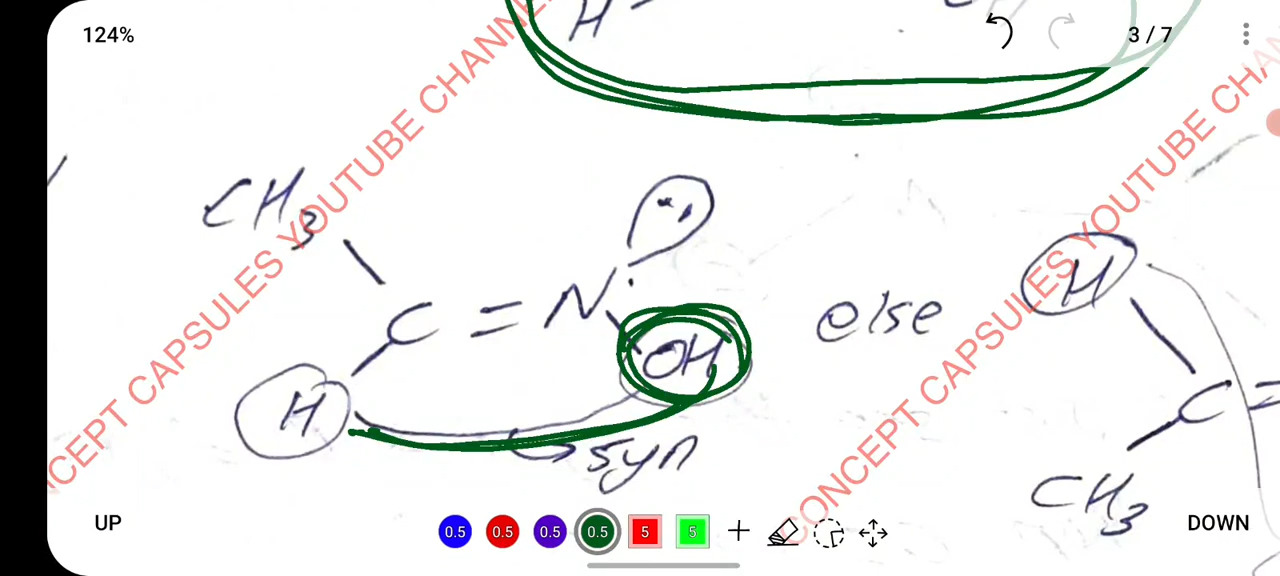 124%
3 / 7
H
CONCEPT CAPSULES YOUTUBE CHANNEL
CONCEPT CAPSULES YOUTUBE CHANNEL
CH3
C = N
OH
H
syn
else
H
C =
CH3
UP
0.5 0.5 0.5 0.5 5 5 +
DOWN